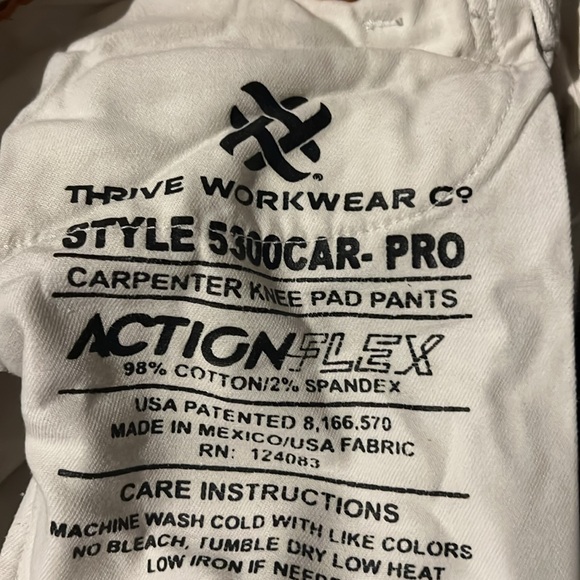 THRIVE WORKWEAR Co
STYLE 5300CAR- PRO
CARPENTER KNEE PAD PANTS
ACTIONFLEX
98% COTTON/2% SPANDEX
USA PATENTED 8,166.570
MADE IN MEXICO/USA FABRIC
RN: 124083
CARE INSTRUCTIONS
MACHINE WASH COLD WITH LIKE COLORS
NO BLEACH, TUMBLE DRY LOW HEAT
LOW IRON IF NEEDED